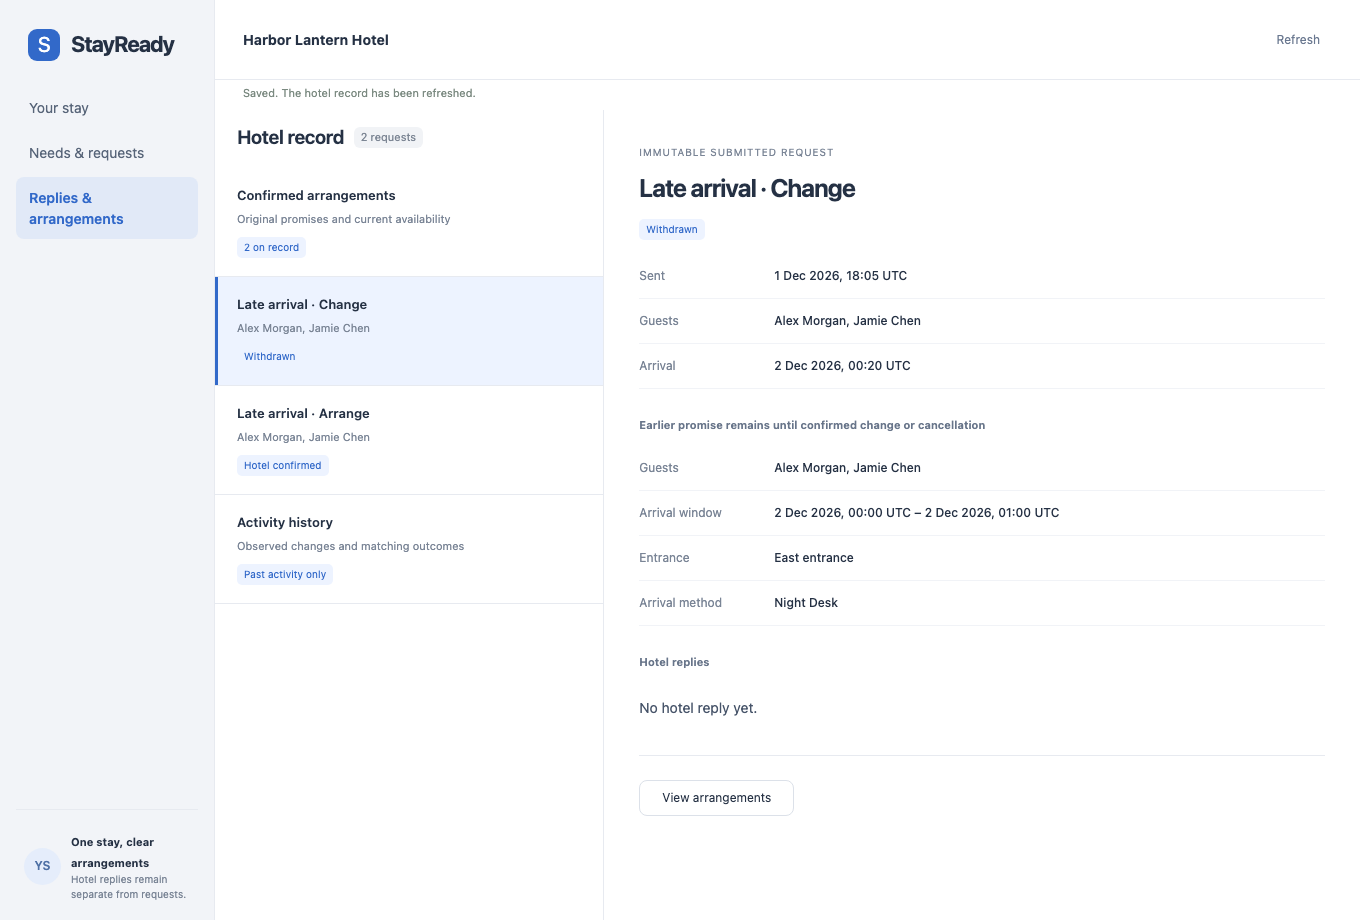 S StayReady
Your stay
Needs & requests
Replies &
arrangements
One stay, clear
arrangements
YS
Hotel replies remain
separate from requests.
Harbor Lantern Hotel
Refresh
Saved. The hotel record has been refreshed.
Hotel record 2 requests
Confirmed arrangements
Original promises and current availability
2 on record
Late arrival · Change
Alex Morgan, Jamie Chen
Withdrawn
Late arrival · Arrange
Alex Morgan, Jamie Chen
Hotel confirmed
Activity history
Observed changes and matching outcomes
Past activity only
IMMUTABLE SUBMITTED REQUEST
Late arrival · Change
Withdrawn
Sent 1 Dec 2026, 18:05 UTC
Guests Alex Morgan, Jamie Chen
Arrival 2 Dec 2026, 00:20 UTC
Earlier promise remains until confirmed change or cancellation
Guests Alex Morgan, Jamie Chen
Arrival window 2 Dec 2026, 00:00 UTC – 2 Dec 2026, 01:00 UTC
Entrance East entrance
Arrival method Night Desk
Hotel replies
No hotel reply yet.
View arrangements